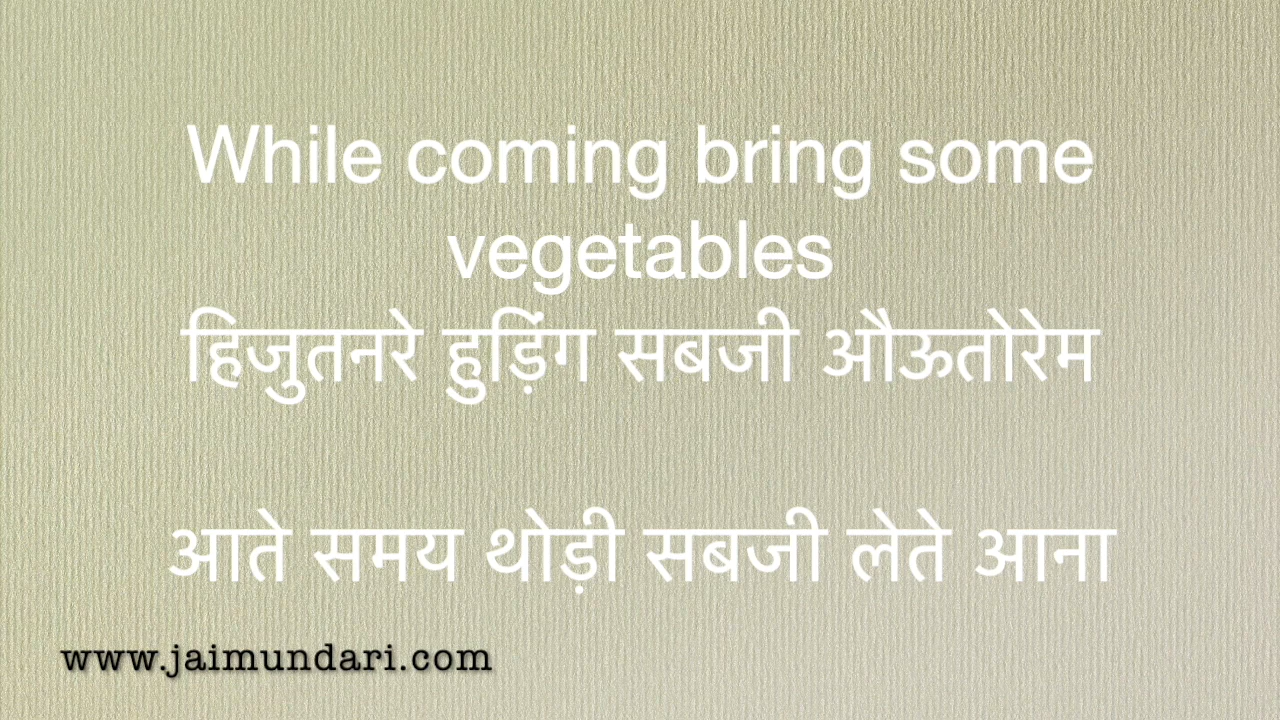 While coming bring some
vegetables
हिजुतनरे हुड़िंग सबजी औऊतोरेम
आते समय थोड़ी सबजी लेते आना
www.jaimundari.com